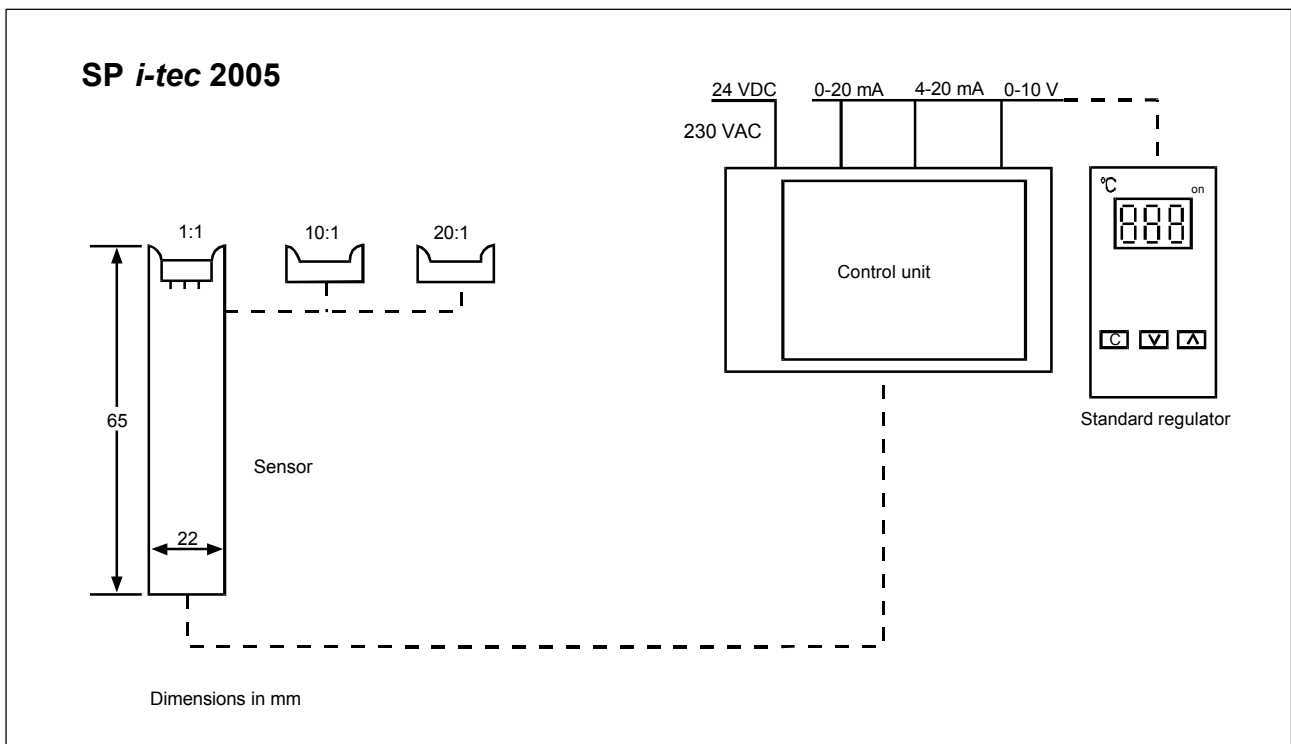 SP i-tec 2005
24 VDC
0-20 mA
4-20 mA
0-10 V
230 VAC
°C
on
888
1:1
10:1
20:1
Control unit
C
65
Standard regulator
Sensor
22
Dimensions in mm